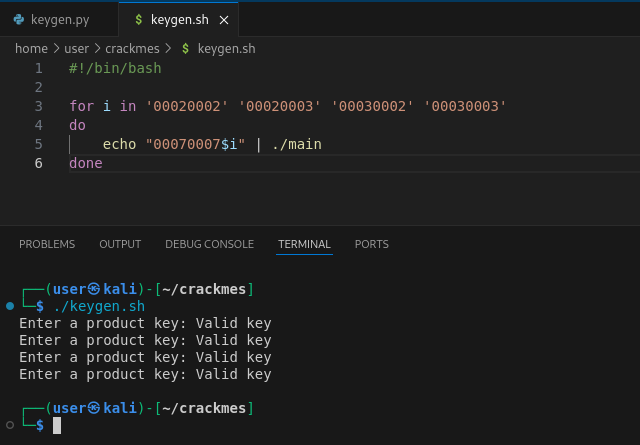 keygen.py
$ keygen.sh
home > user > crackmes > $ keygen.sh
1 #!/bin/bash
2
3 for i in '00020002' '00020003' '00030002' '00030003'
4 do
5 echo "00070007$i" | ./main
6 done
PROBLEMS OUTPUT DEBUG CONSOLE TERMINAL PORTS
┌──(user㉿kali)-[~/crackmes]
└─$ ./keygen.sh
Enter a product key: Valid key
Enter a product key: Valid key
Enter a product key: Valid key
Enter a product key: Valid key
┌──(user㉿kali)-[~/crackmes]
└─$